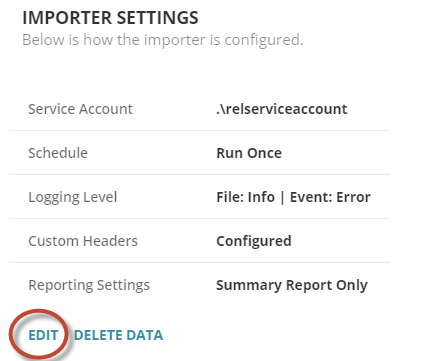 IMPORTER SETTINGS
Below is how the importer is configured.
Service Account .\relserviceaccount
Schedule Run Once
Logging Level File: Info | Event: Error
Custom Headers Configured
Reporting Settings Summary Report Only
EDIT DELETE DATA